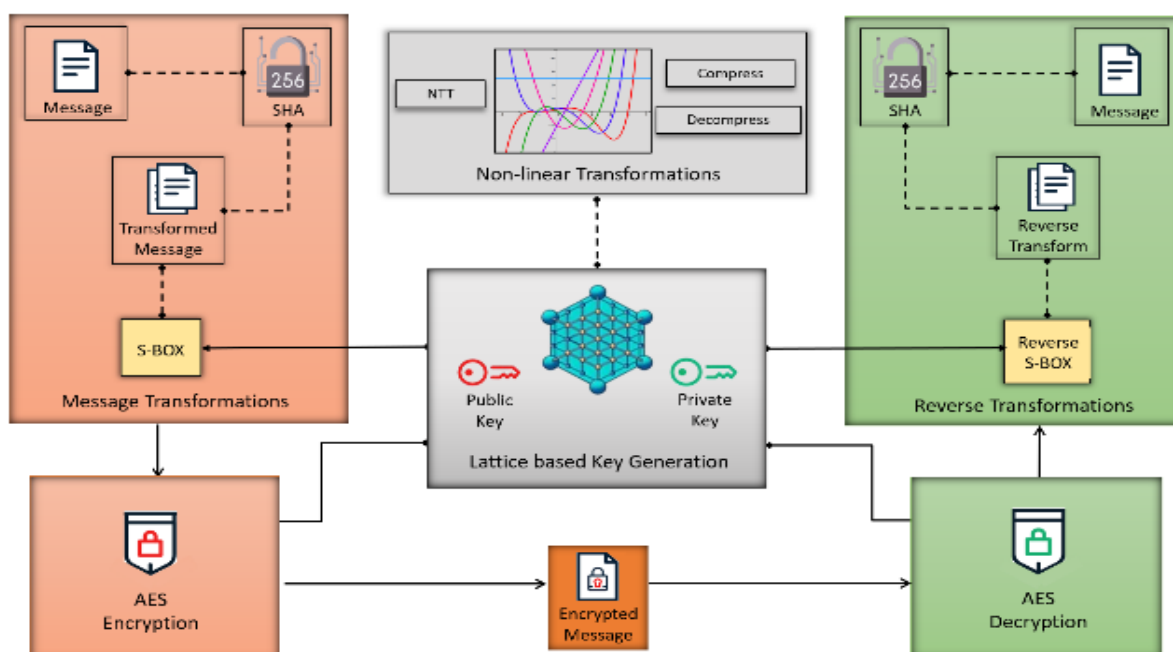 256
Message
SHA
Transformed
Message
S-BOX
Message Transformations
NTT
Compress
Decompress
Non-linear Transformations
Public
Key
Private
Key
Lattice based Key Generation
256
SHA
Message
Reverse
Transform
Reverse
S-BOX
Reverse Transformations
AES
Encryption
Encrypted
Message
AES
Decryption